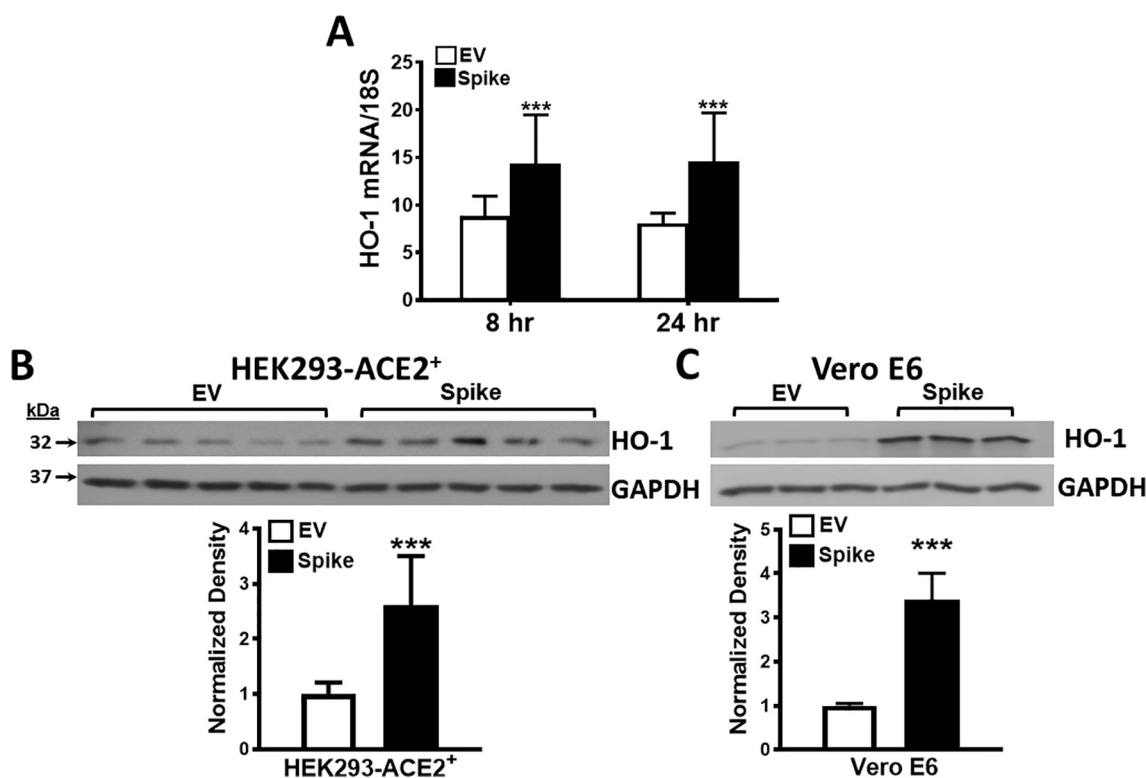 A
EV
Spike
HO-1 mRNA/18S
25
20
15
10
5
0
***
***
8 hr
24 hr
B
HEK293-ACE2⁺
EV
Spike
kDa
32
37
HO-1
GAPDH
Normalized Density
4
3
2
1
0
EV
Spike
***
HEK293-ACE2⁺
C
Vero E6
EV
Spike
HO-1
GAPDH
Normalized Density
5
4
3
2
1
0
EV
Spike
***
Vero E6